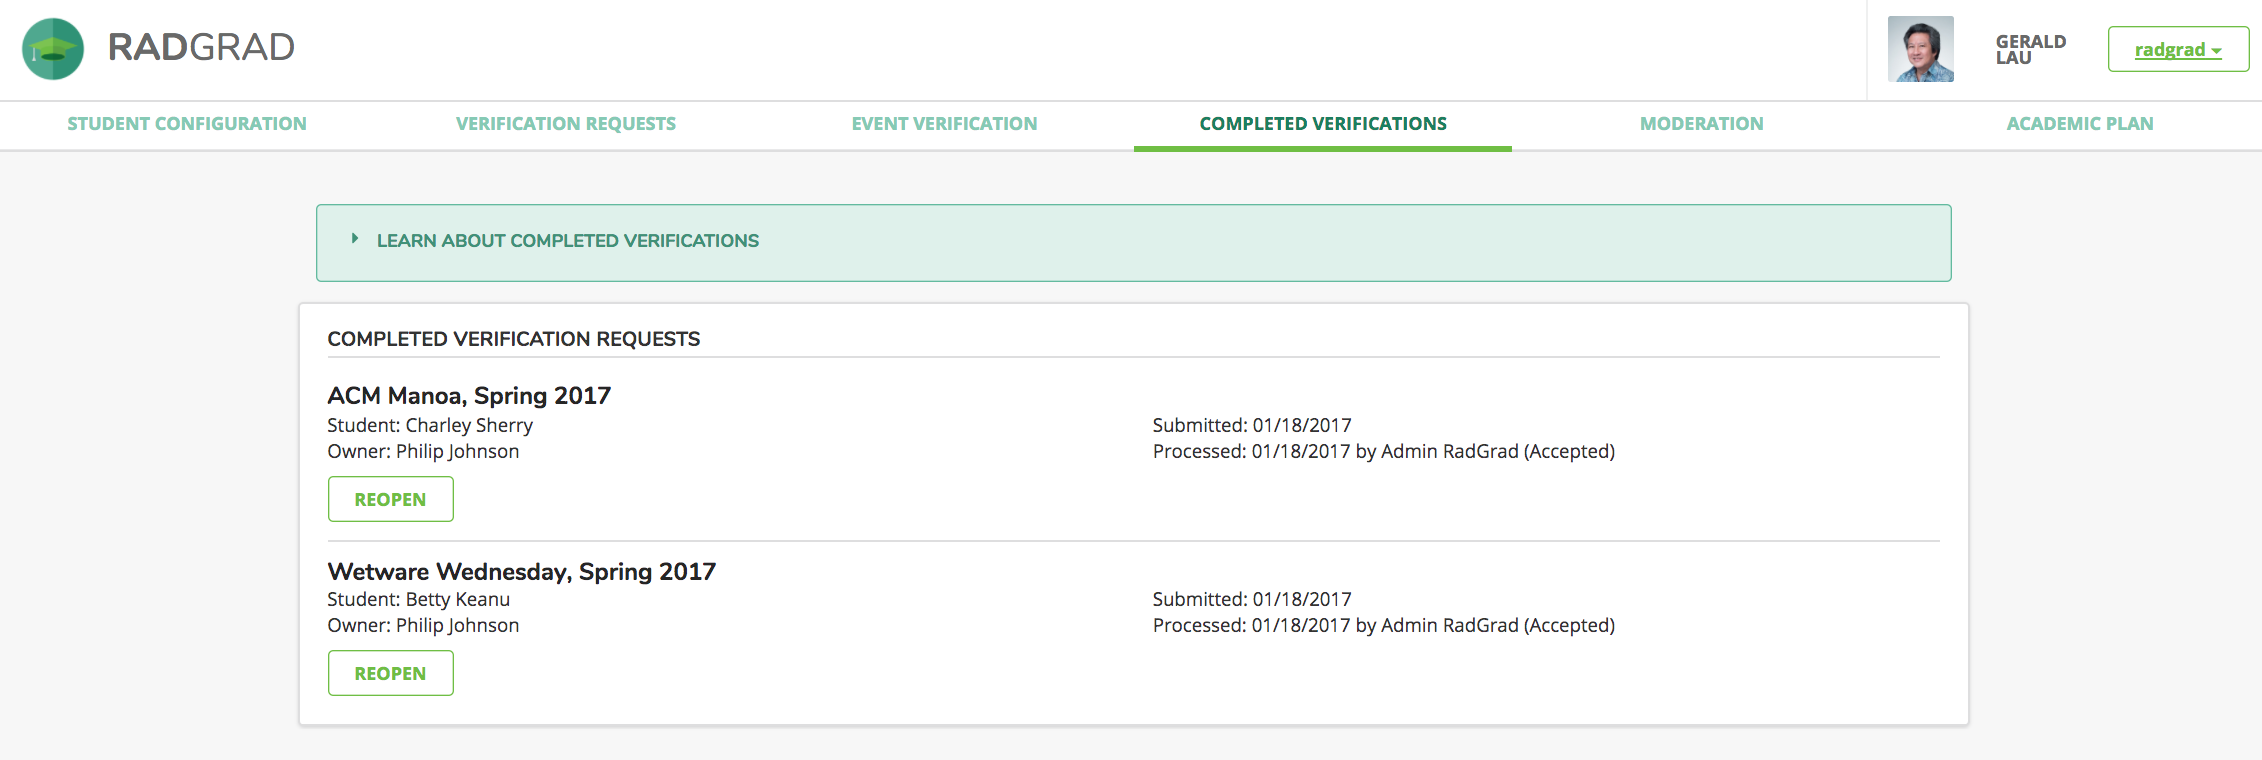 RADGRAD
GERALD
LAU
radgrad
STUDENT CONFIGURATION
VERIFICATION REQUESTS
EVENT VERIFICATION
COMPLETED VERIFICATIONS
MODERATION
ACADEMIC PLAN
LEARN ABOUT COMPLETED VERIFICATIONS
COMPLETED VERIFICATION REQUESTS
ACM Manoa, Spring 2017
Student: Charley Sherry
Owner: Philip Johnson
Submitted: 01/18/2017
Processed: 01/18/2017 by Admin RadGrad (Accepted)
REOPEN
Wetware Wednesday, Spring 2017
Student: Betty Keanu
Owner: Philip Johnson
Submitted: 01/18/2017
Processed: 01/18/2017 by Admin RadGrad (Accepted)
REOPEN